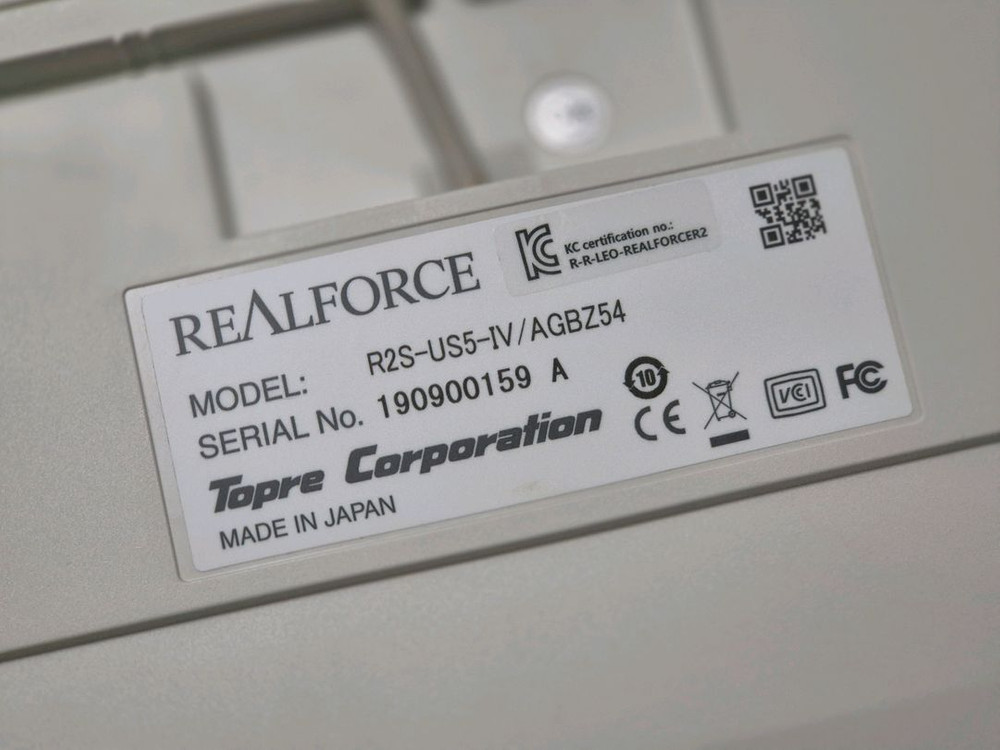 REALFORCE
KC certification no.:
R-R-LEO-REALFORCER2
MODEL: R2S-US5-IV/AGBZ54
SERIAL No. 190900159 A
10
Topre Corporation
CE
VCI
FC
MADE IN JAPAN